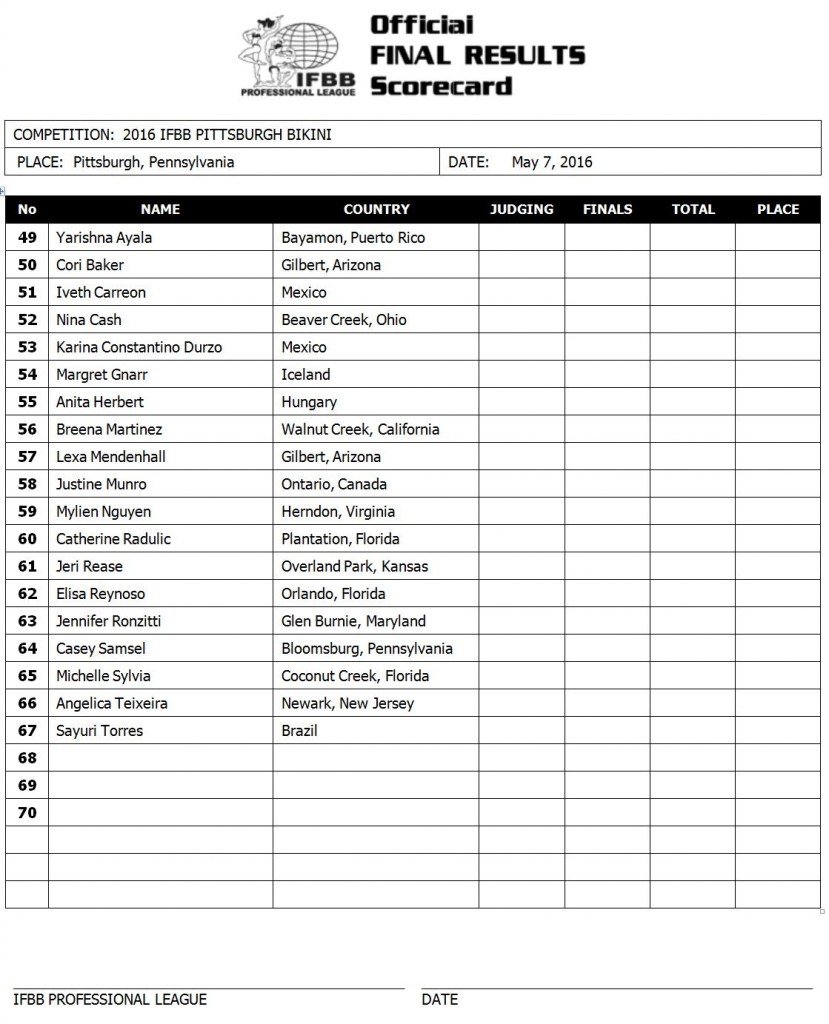 Official
FINAL RESULTS
Scorecard
IFBB
PROFESSIONAL LEAGUE
COMPETITION: 2016 IFBB PITTSBURGH BIKINI
PLACE: Pittsburgh, Pennsylvania DATE: May 7, 2016
No NAME COUNTRY JUDGING FINALS TOTAL PLACE
49 Yarishna Ayala Bayamon, Puerto Rico
50 Cori Baker Gilbert, Arizona
51 Iveth Carreon Mexico
52 Nina Cash Beaver Creek, Ohio
53 Karina Constantino Durzo Mexico
54 Margret Gnarr Iceland
55 Anita Herbert Hungary
56 Breena Martinez Walnut Creek, California
57 Lexa Mendenhall Gilbert, Arizona
58 Justine Munro Ontario, Canada
59 Mylien Nguyen Herndon, Virginia
60 Catherine Radulic Plantation, Florida
61 Jeri Rease Overland Park, Kansas
62 Elisa Reynoso Orlando, Florida
63 Jennifer Ronzitti Glen Burnie, Maryland
64 Casey Samsel Bloomsburg, Pennsylvania
65 Michelle Sylvia Coconut Creek, Florida
66 Angelica Teixeira Newark, New Jersey
67 Sayuri Torres Brazil
68
69
70
IFBB PROFESSIONAL LEAGUE DATE